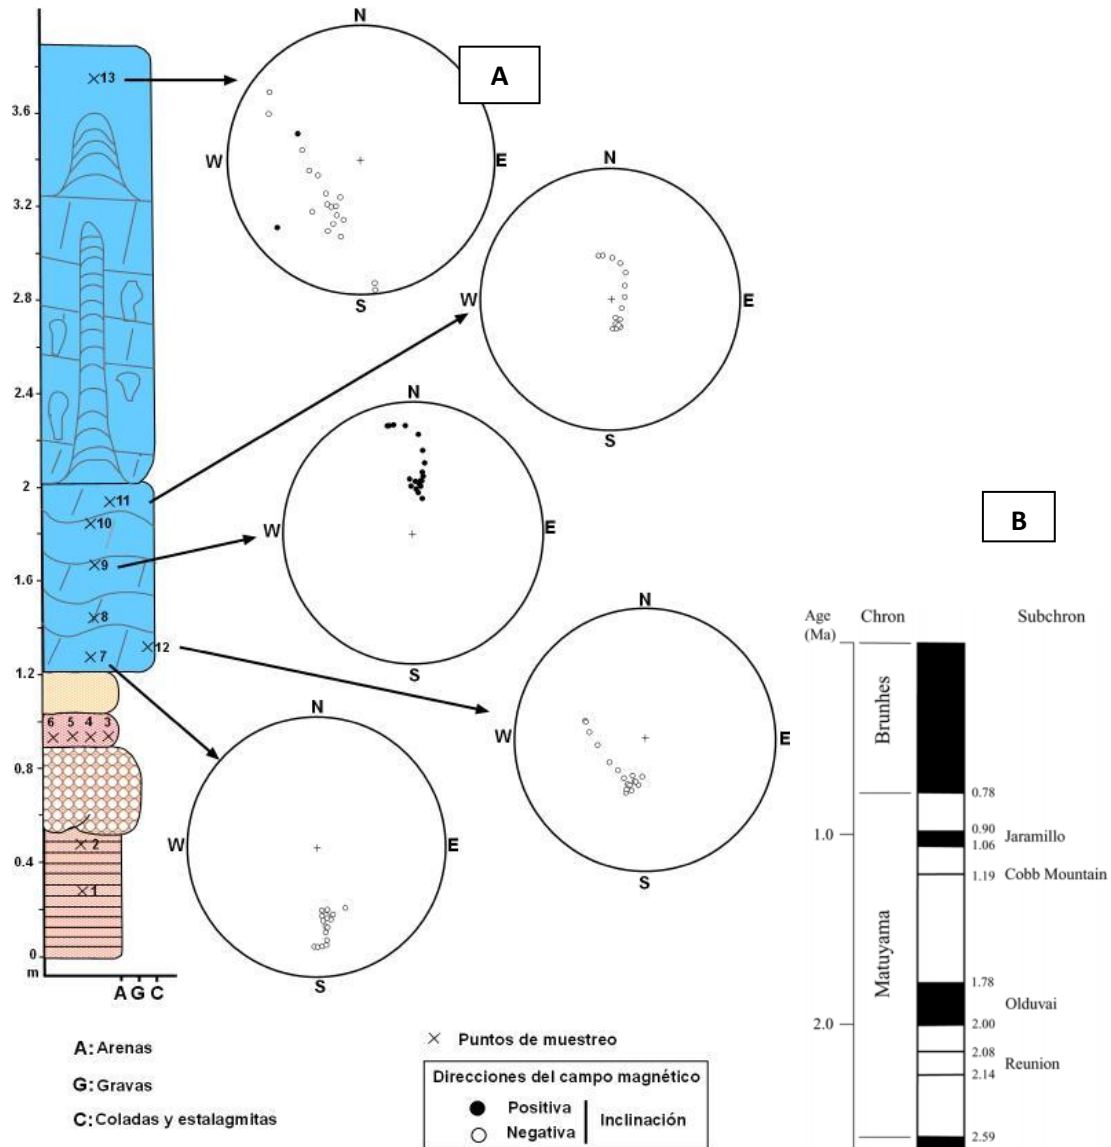 A
N
W
E
S
N
W
E
S
N
W
E
S
N
W
E
S
N
W
E
S
3.6
3.2
2.8
2.4
2
1.6
1.2
0.8
0.4
0
m
13
11
10
9
8
12
7
6 5 4 3
2
1
A G C
A: Arenas
G: Gravas
C: Coladas y estalagmitas
Puntos de muestreo
Direcciones del campo magnético
Positiva
Negativa
Inclinación
B
Age
(Ma)
Chron
Subchron
Brunhes
Matuyama
1.0
2.0
0.78
0.90
Jaramillo
1.06
1.19 Cobb Mountain
1.78
Olduvai
2.00
2.08
Reunion
2.14
2.59